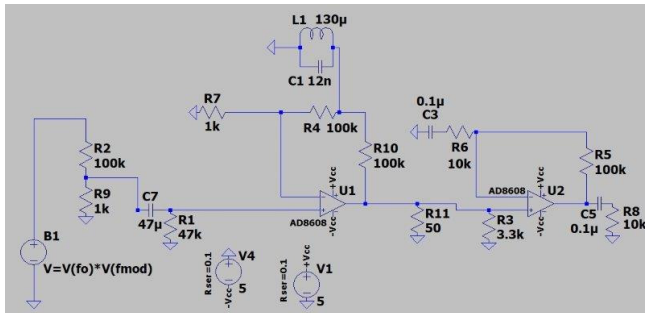 L1 130µ
C1 12n
R7
1k
R4 100k
R10
100k
R2
100k
R9
1k
C7
47µ
R1
47k
B1
V=V(fo)*V(fmod)
+Vcc
U1
AD8608
-Vcc
V4
Rser=0.1
5
-Vcc
+Vcc
V1
Rser=0.1
5
R11
50
0.1µ
C3
R6
10k
R5
100k
+Vcc
U2
AD8608
-Vcc
R3
3.3k
C5
0.1µ
R8
10k